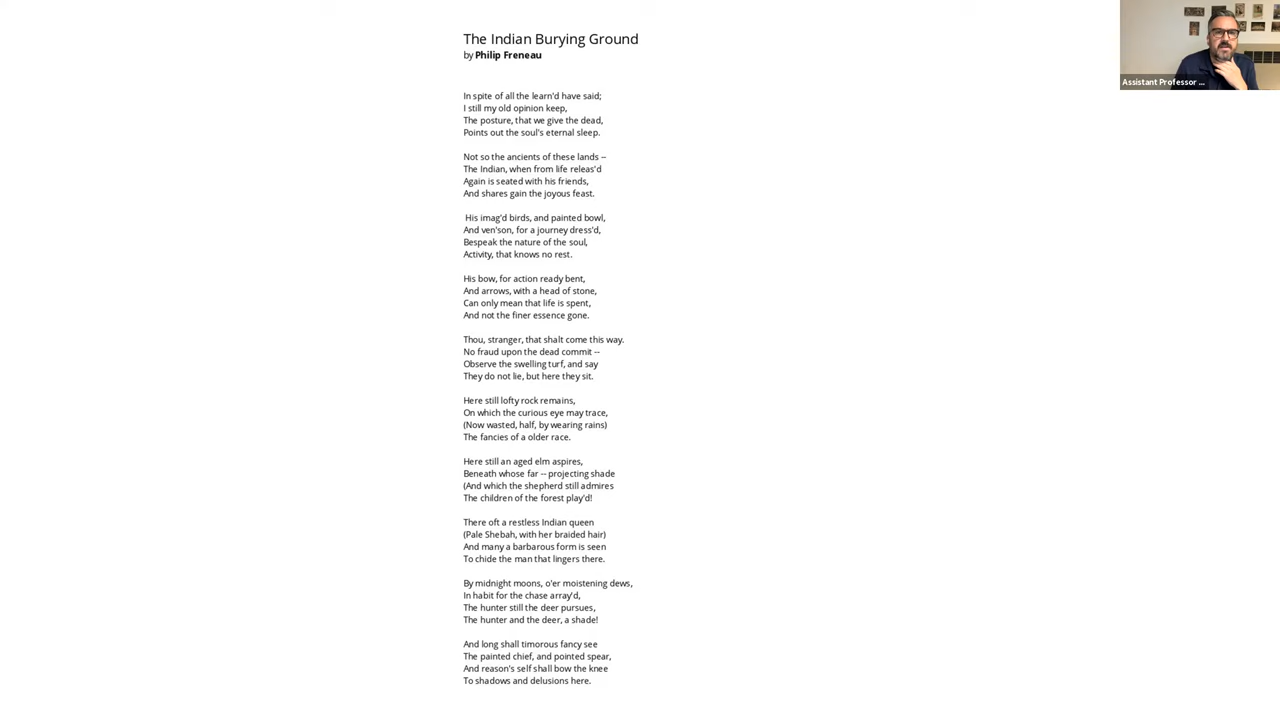 The Indian Burying Ground
by Philip Freneau
In spite of all the learn'd have said;
I still my old opinion keep,
The posture, that we give the dead,
Points out the soul's eternal sleep.
Not so the ancients of these lands --
The Indian, when from life releas'd
Again is seated with his friends,
And shares gain the joyous feast.
His imag'd birds, and painted bowl,
And ven'son, for a journey dress'd,
Bespeak the nature of the soul,
Activity, that knows no rest.
His bow, for action ready bent,
And arrows, with a head of stone,
Can only mean that life is spent,
And not the finer essence gone.
Thou, stranger, that shalt come this way.
No fraud upon the dead commit --
Observe the swelling turf, and say
They do not lie, but here they sit.
Here still lofty rock remains,
On which the curious eye may trace,
(Now wasted, half, by wearing rains)
The fancies of a older race.
Here still an aged elm aspires,
Beneath whose far -- projecting shade
(And which the shepherd still admires
The children of the forest play'd!
There oft a restless Indian queen
(Pale Shebah, with her braided hair)
And many a barbarous form is seen
To chide the man that lingers there.
By midnight moons, o'er moistening dews,
In habit for the chase array'd,
The hunter still the deer pursues,
The hunter and the deer, a shade!
And long shall timorous fancy see
The painted chief, and pointed spear,
And reason's self shall bow the knee
To shadows and delusions here.
Assistant Professor ...